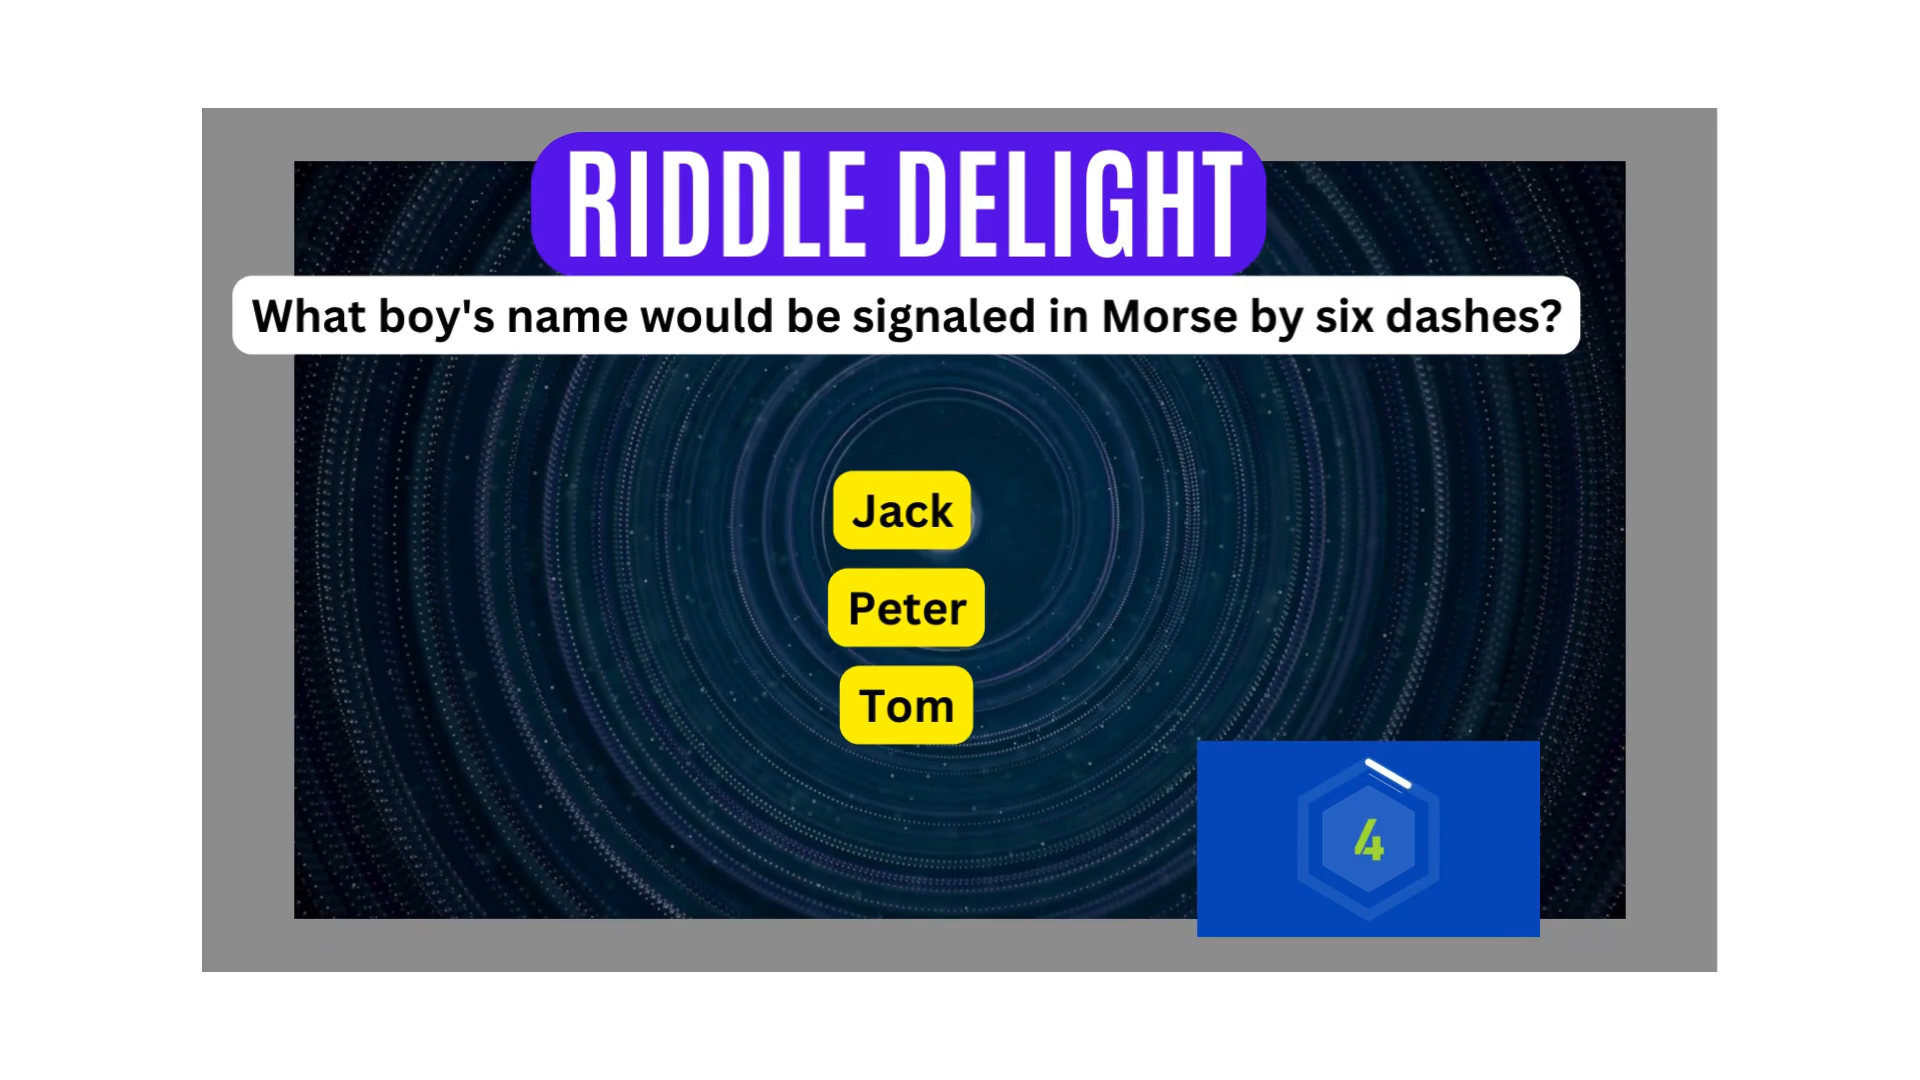 RIDDLE DELIGHT
What boy's name would be signaled in Morse by six dashes?
Jack
Peter
Tom
4